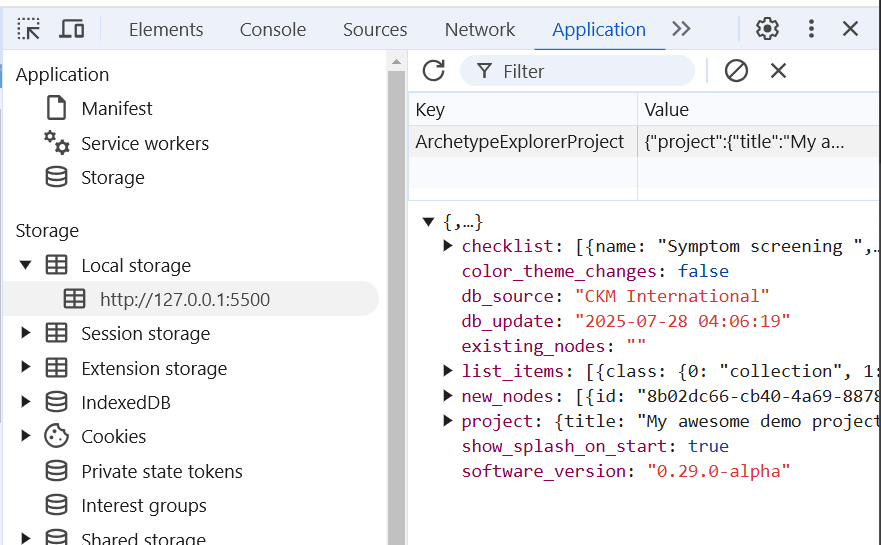 Elements Console Sources Network Application
Application
Manifest
Service workers
Storage
Storage
Local storage
http://127.0.0.1:5500
Session storage
Extension storage
IndexedDB
Cookies
Private state tokens
Interest groups
Shared storage
Filter
Key Value
ArchetypeExplorerProject {"project":{"title":"My a...
{,…}
checklist: [{name: "Symptom screening ",…
color_theme_changes: false
db_source: "CKM International"
db_update: "2025-07-28 04:06:19"
existing_nodes: ""
list_items: [{class: {0: "collection", 1:
new_nodes: [{id: "8b02dc66-cb40-4a69-8878
project: {title: "My awesome demo project
show_splash_on_start: true
software_version: "0.29.0-alpha"